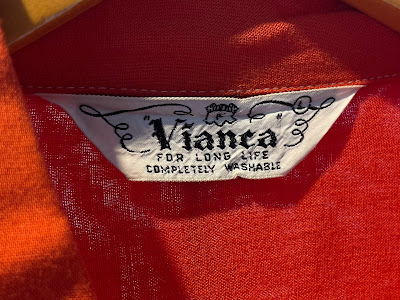 "Vianca"
FOR LONG LIFE
COMPLETELY WASHABLE